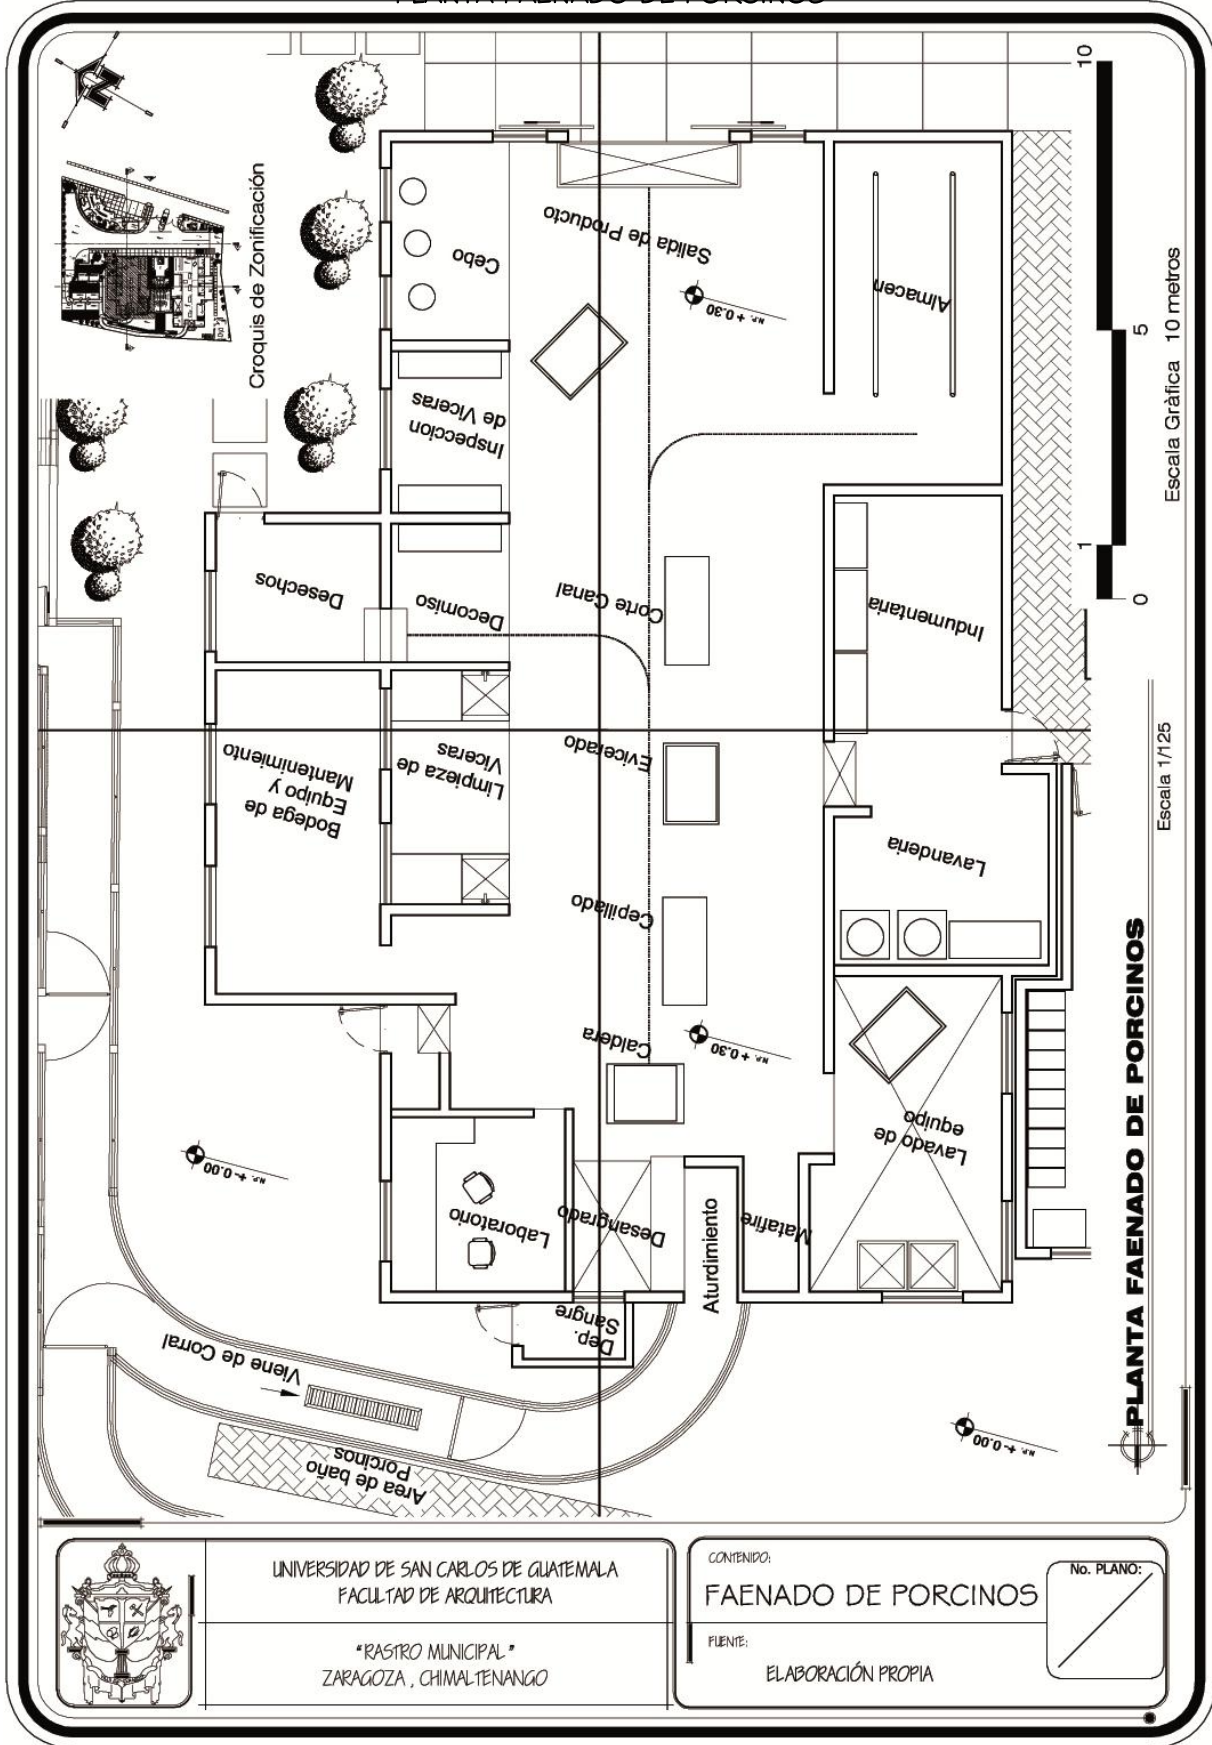 PLANTA FAENADO DE PORCINOS
N
Croquis de Zonificación
10
5
1
0
Escala Gráfica 10 metros
Escala 1/125
PLANTA FAENADO DE PORCINOS
Cebo
Salida de Producto
Almacen
N.P. + 0.30
Inspeccion
de Viceras
Desechos
Decomiso
Corte Canal
Indumentaria
Bodega de
Equipo y
Mantenimiento
Limpieza de
Viceras
Evicerado
Lavanderia
Cepillado
Caldera
N.P. + 0.30
Lavado de
equipo
N.P. +- 0.00
Laboratorio
Desangrado
Aturdimiento
Matafire
Dep.
Sangre
Viene de Corral
Area de baño
Porcinos
N.P. +- 0.00
UNIVERSIDAD DE SAN CARLOS DE GUATEMALA
FACULTAD DE ARQUITECTURA
"RASTRO MUNICIPAL"
ZARAGOZA , CHIMALTENANGO
CONTENIDO:
FAENADO DE PORCINOS
FUENTE:
ELABORACIÓN PROPIA
No. PLANO: